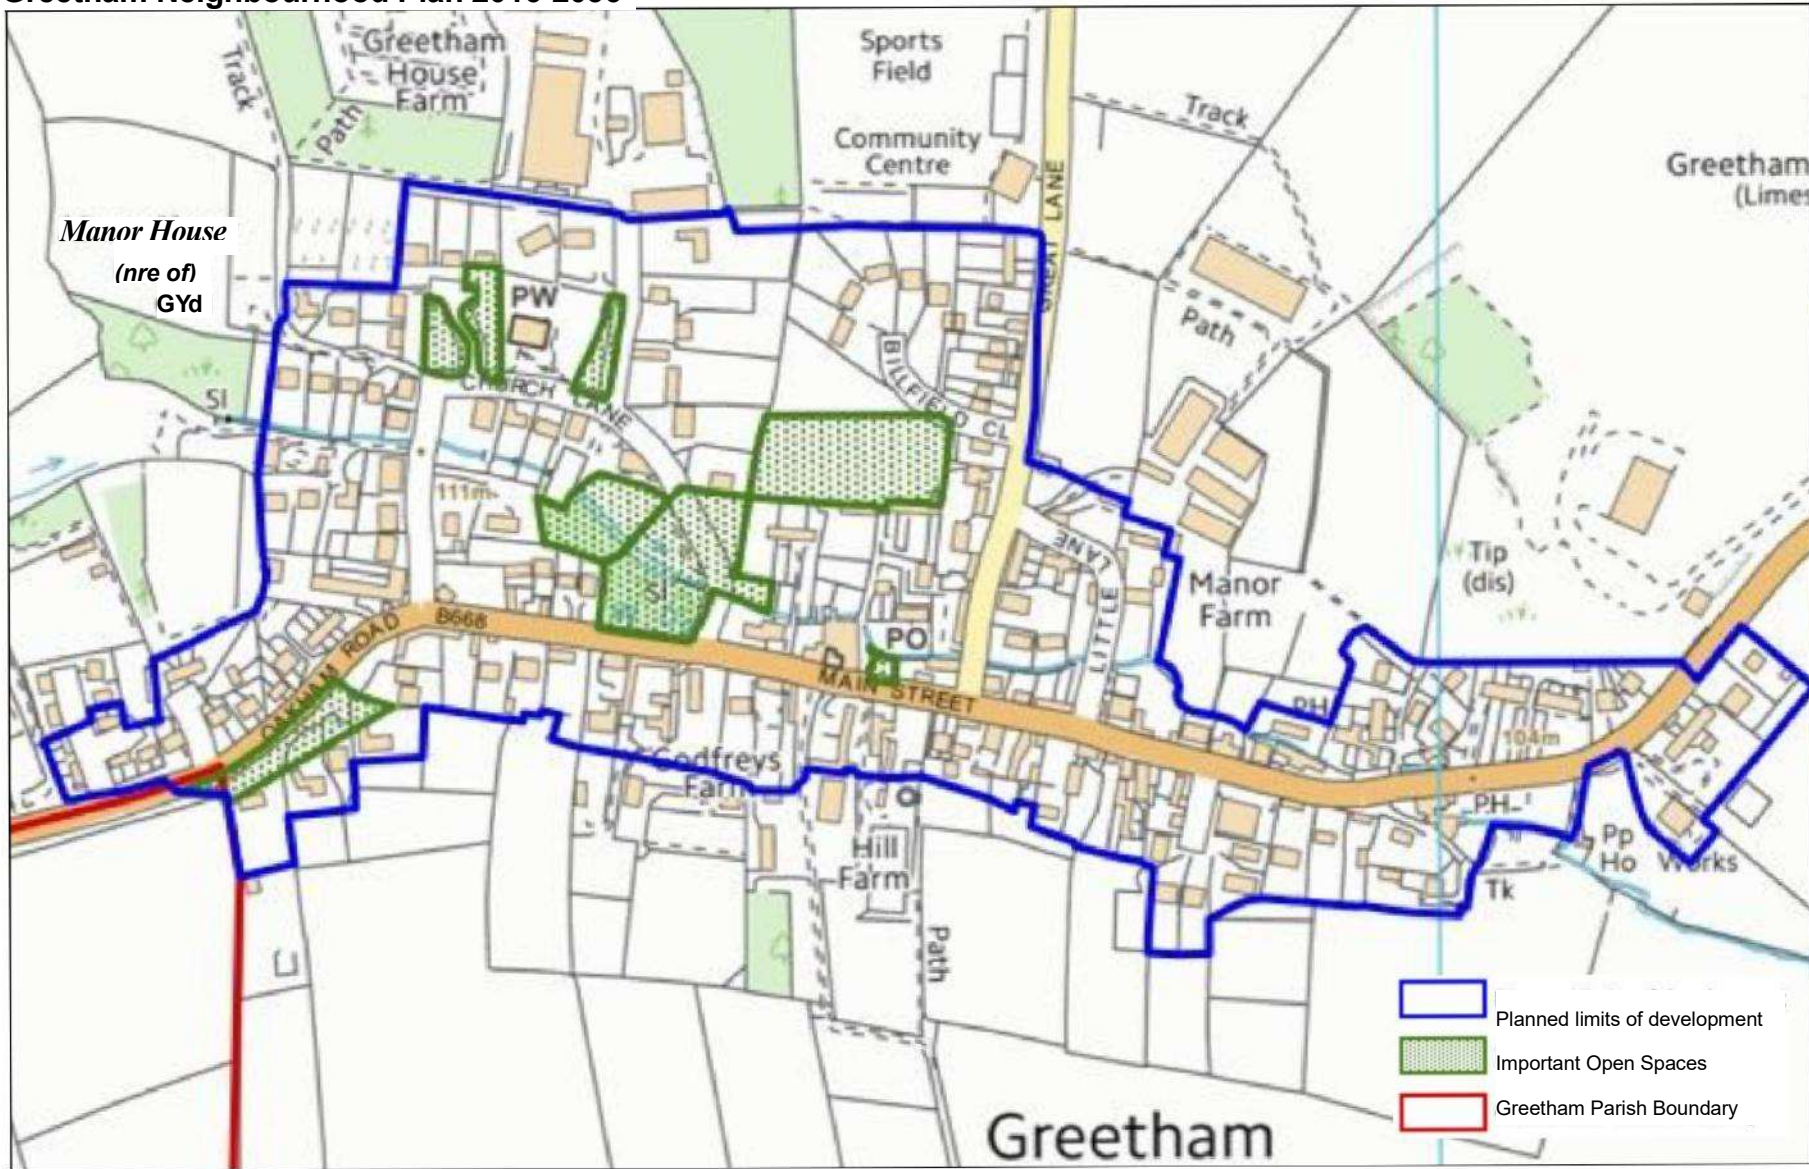 Greetham
House
Farm
Track
Path
Sports
Field
Community
Centre
Track
Greetham
Manor House
(nre of)
GYd
PW
GREAT LANE
Path
BILLFIELD CL
CHURCH LANE
Sl
111m
LITTLE LANE
Tip
(dis)
Manor
Farm
Sl
B668
OAKHAM ROAD
PO
MAIN STREET
PH
104m
Godfreys
Farm
PH
Hill
Farm
Pp
Ho
Works
Tk
Path
Planned limits of development
Important Open Spaces
Greetham Parish Boundary
Greetham